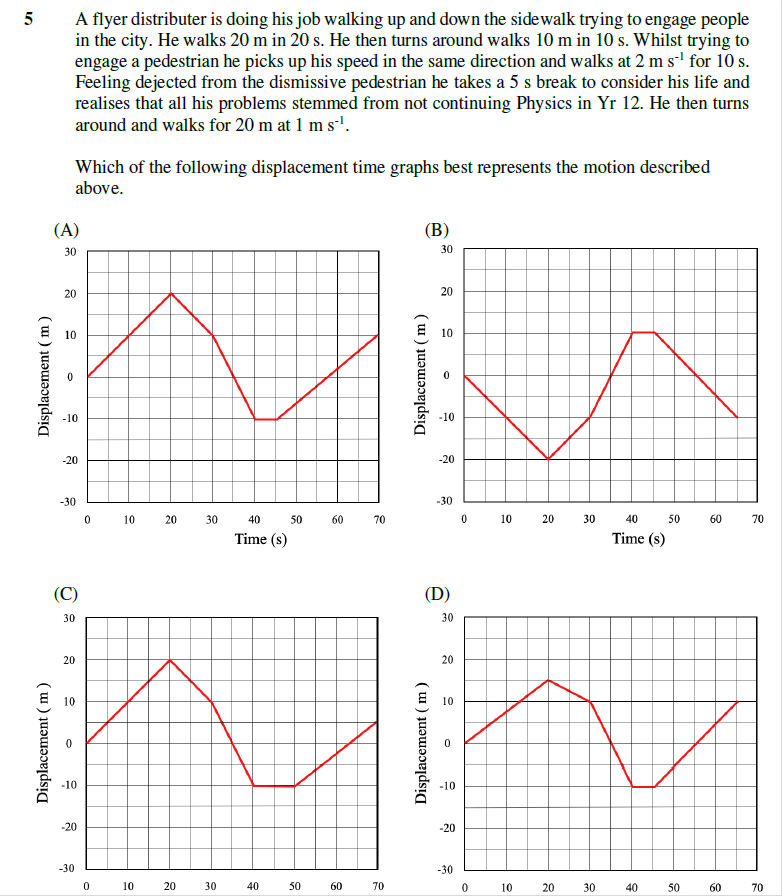 5 A flyer distributer is doing his job walking up and down the sidewalk trying to engage people
in the city. He walks 20 m in 20 s. He then turns around walks 10 m in 10 s. Whilst trying to
engage a pedestrian he picks up his speed in the same direction and walks at 2 m s⁻¹ for 10 s.
Feeling dejected from the dismissive pedestrian he takes a 5 s break to consider his life and
realises that all his problems stemmed from not continuing Physics in Yr 12. He then turns
around and walks for 20 m at 1 m s⁻¹.
Which of the following displacement time graphs best represents the motion described
above.
(A)
30
20
10
0
-10
-20
-30
Displacement ( m )
0 10 20 30 40 50 60 70
Time (s)
(B)
30
20
10
0
-10
-20
-30
Displacement ( m )
0 10 20 30 40 50 60 70
Time (s)
(C)
30
20
10
0
-10
-20
-30
Displacement ( m )
0 10 20 30 40 50 60 70
(D)
30
20
10
0
-10
-20
-30
Displacement ( m )
0 10 20 30 40 50 60 70